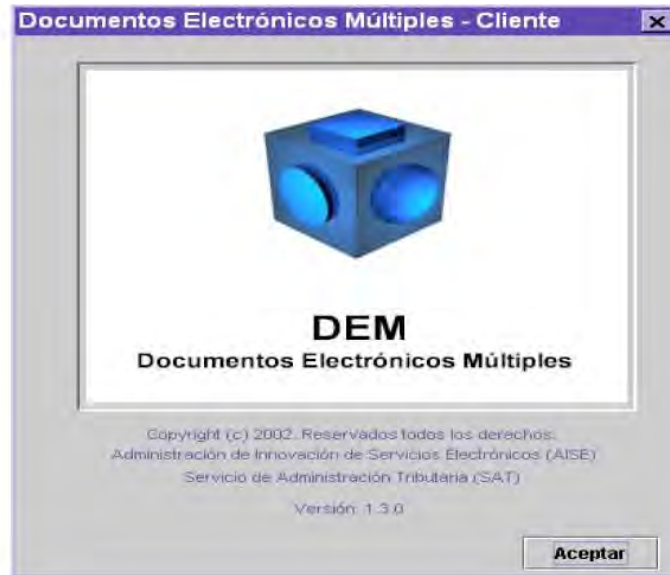 Documentos Electrónicos Múltiples - Cliente
DEM
Documentos Electrónicos Múltiples
Copyright (c) 2002. Reservados todos los derechos.
Administración de Innovación de Servicios Electrónicos (AISE)
Servicio de Administración Tributaria (SAT)
Versión: 1.3.0
Aceptar